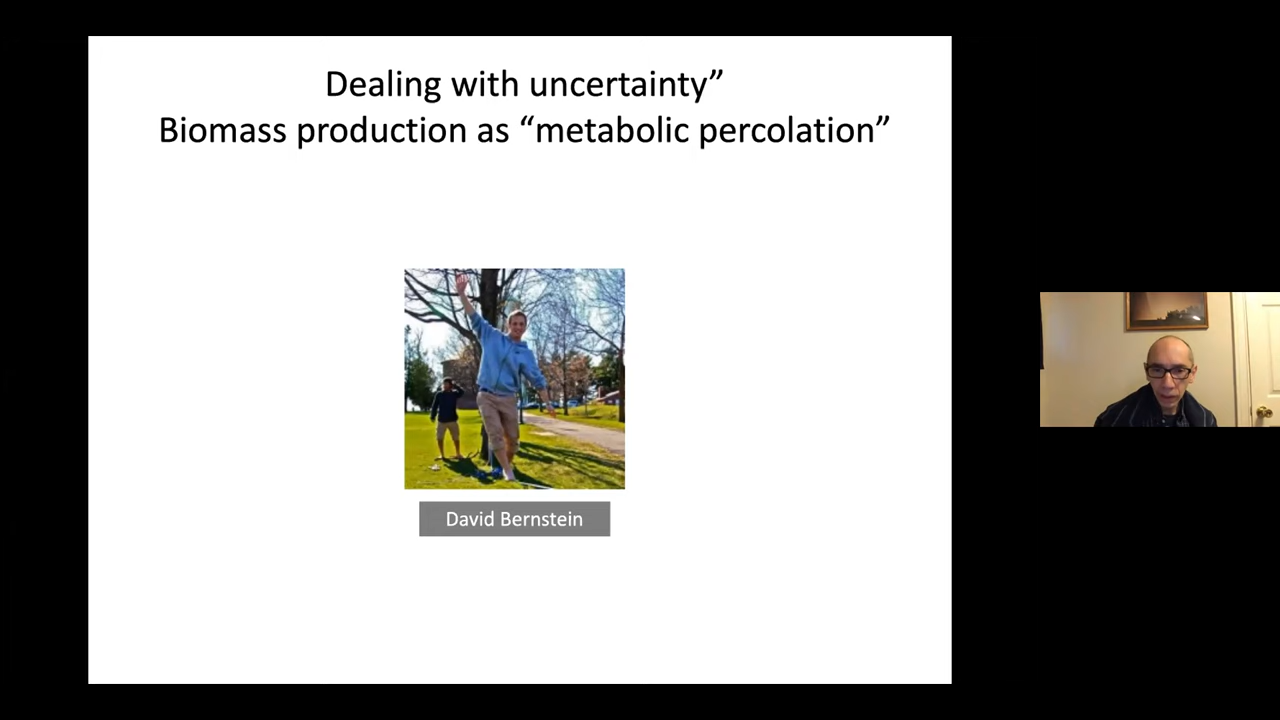 Dealing with uncertainty”
Biomass production as “metabolic percolation”
David Bernstein